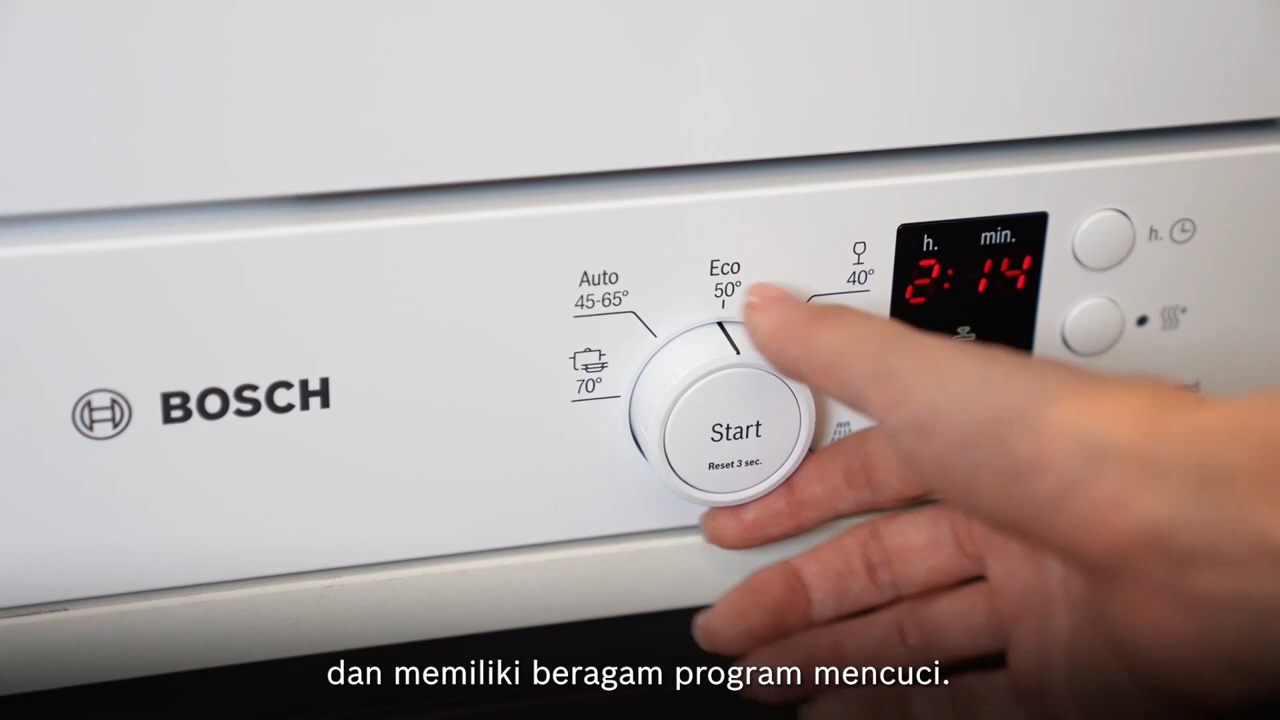 h. min.
2:14
h.
Auto
45-65°
Eco
50°
40°
70°
BOSCH
Start
Reset 3 sec.
dan memiliki beragam program mencuci.